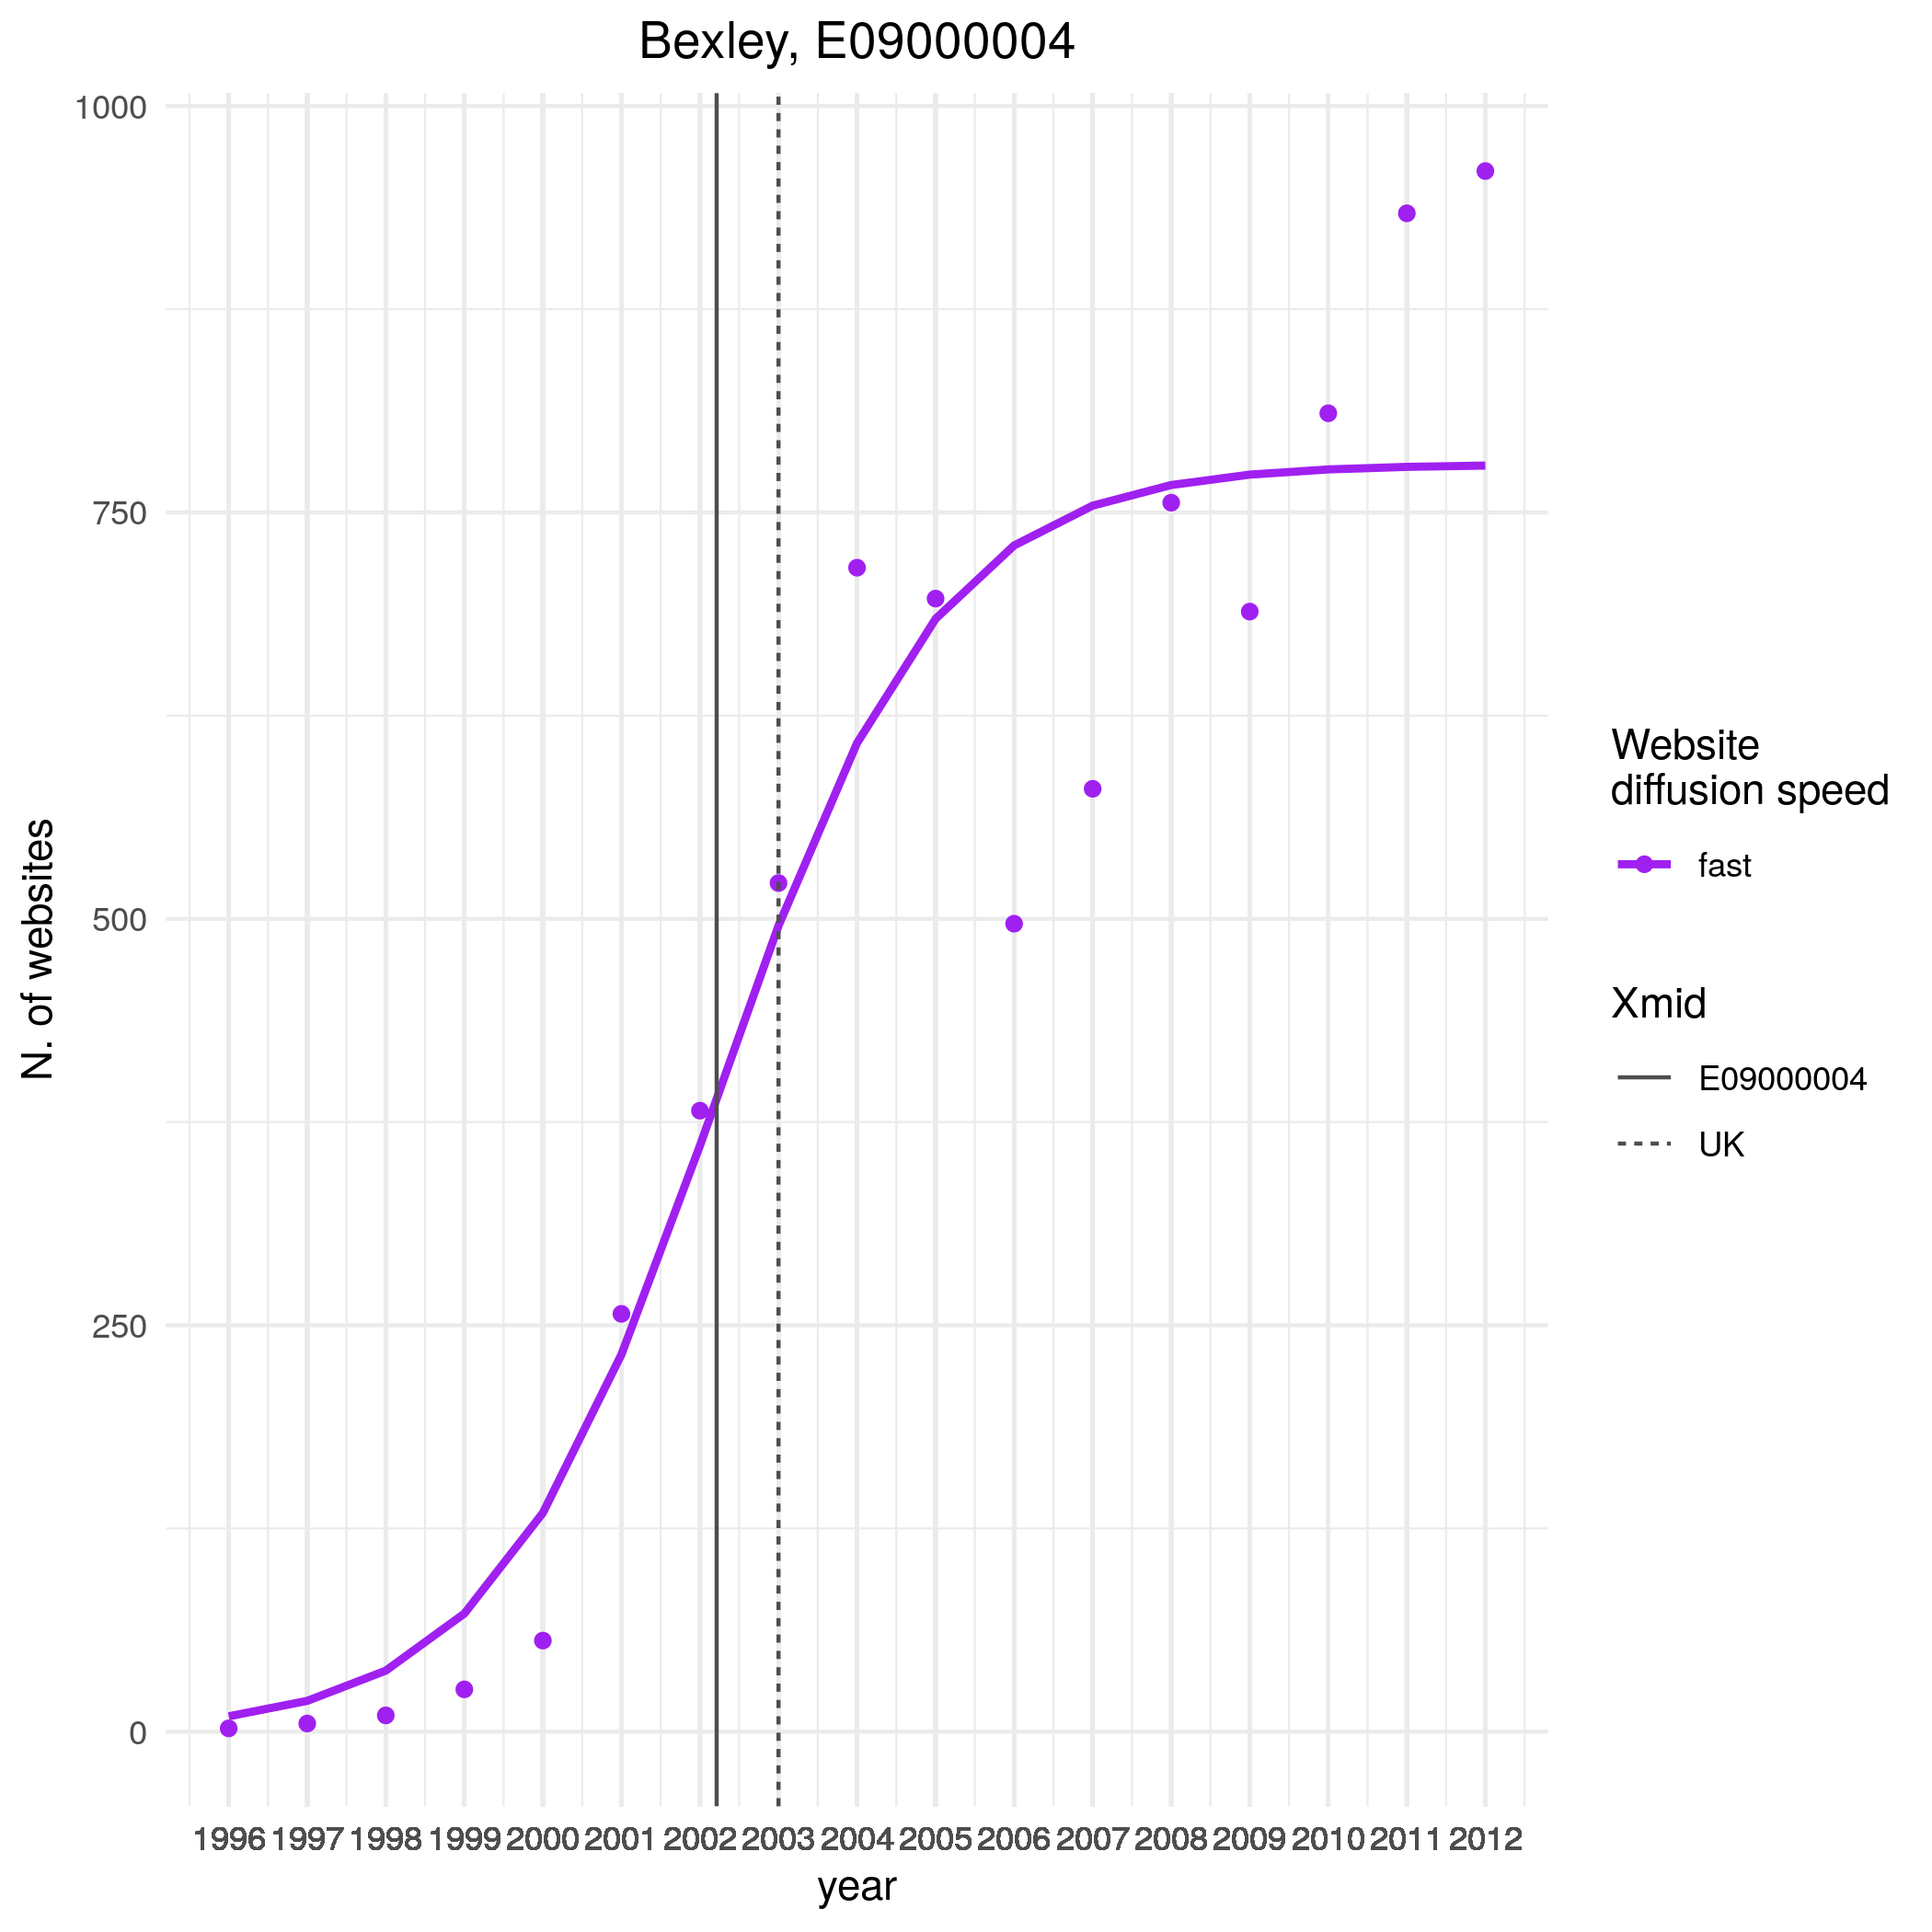 Bexley, E09000004
1000
750
500
250
0
N. of websites
1996 1997 1998 1999 2000 2001 2002 2003 2004 2005 2006 2007 2008 2009 2010 2011 2012
year
Website
diffusion speed
fast
Xmid
E09000004
UK